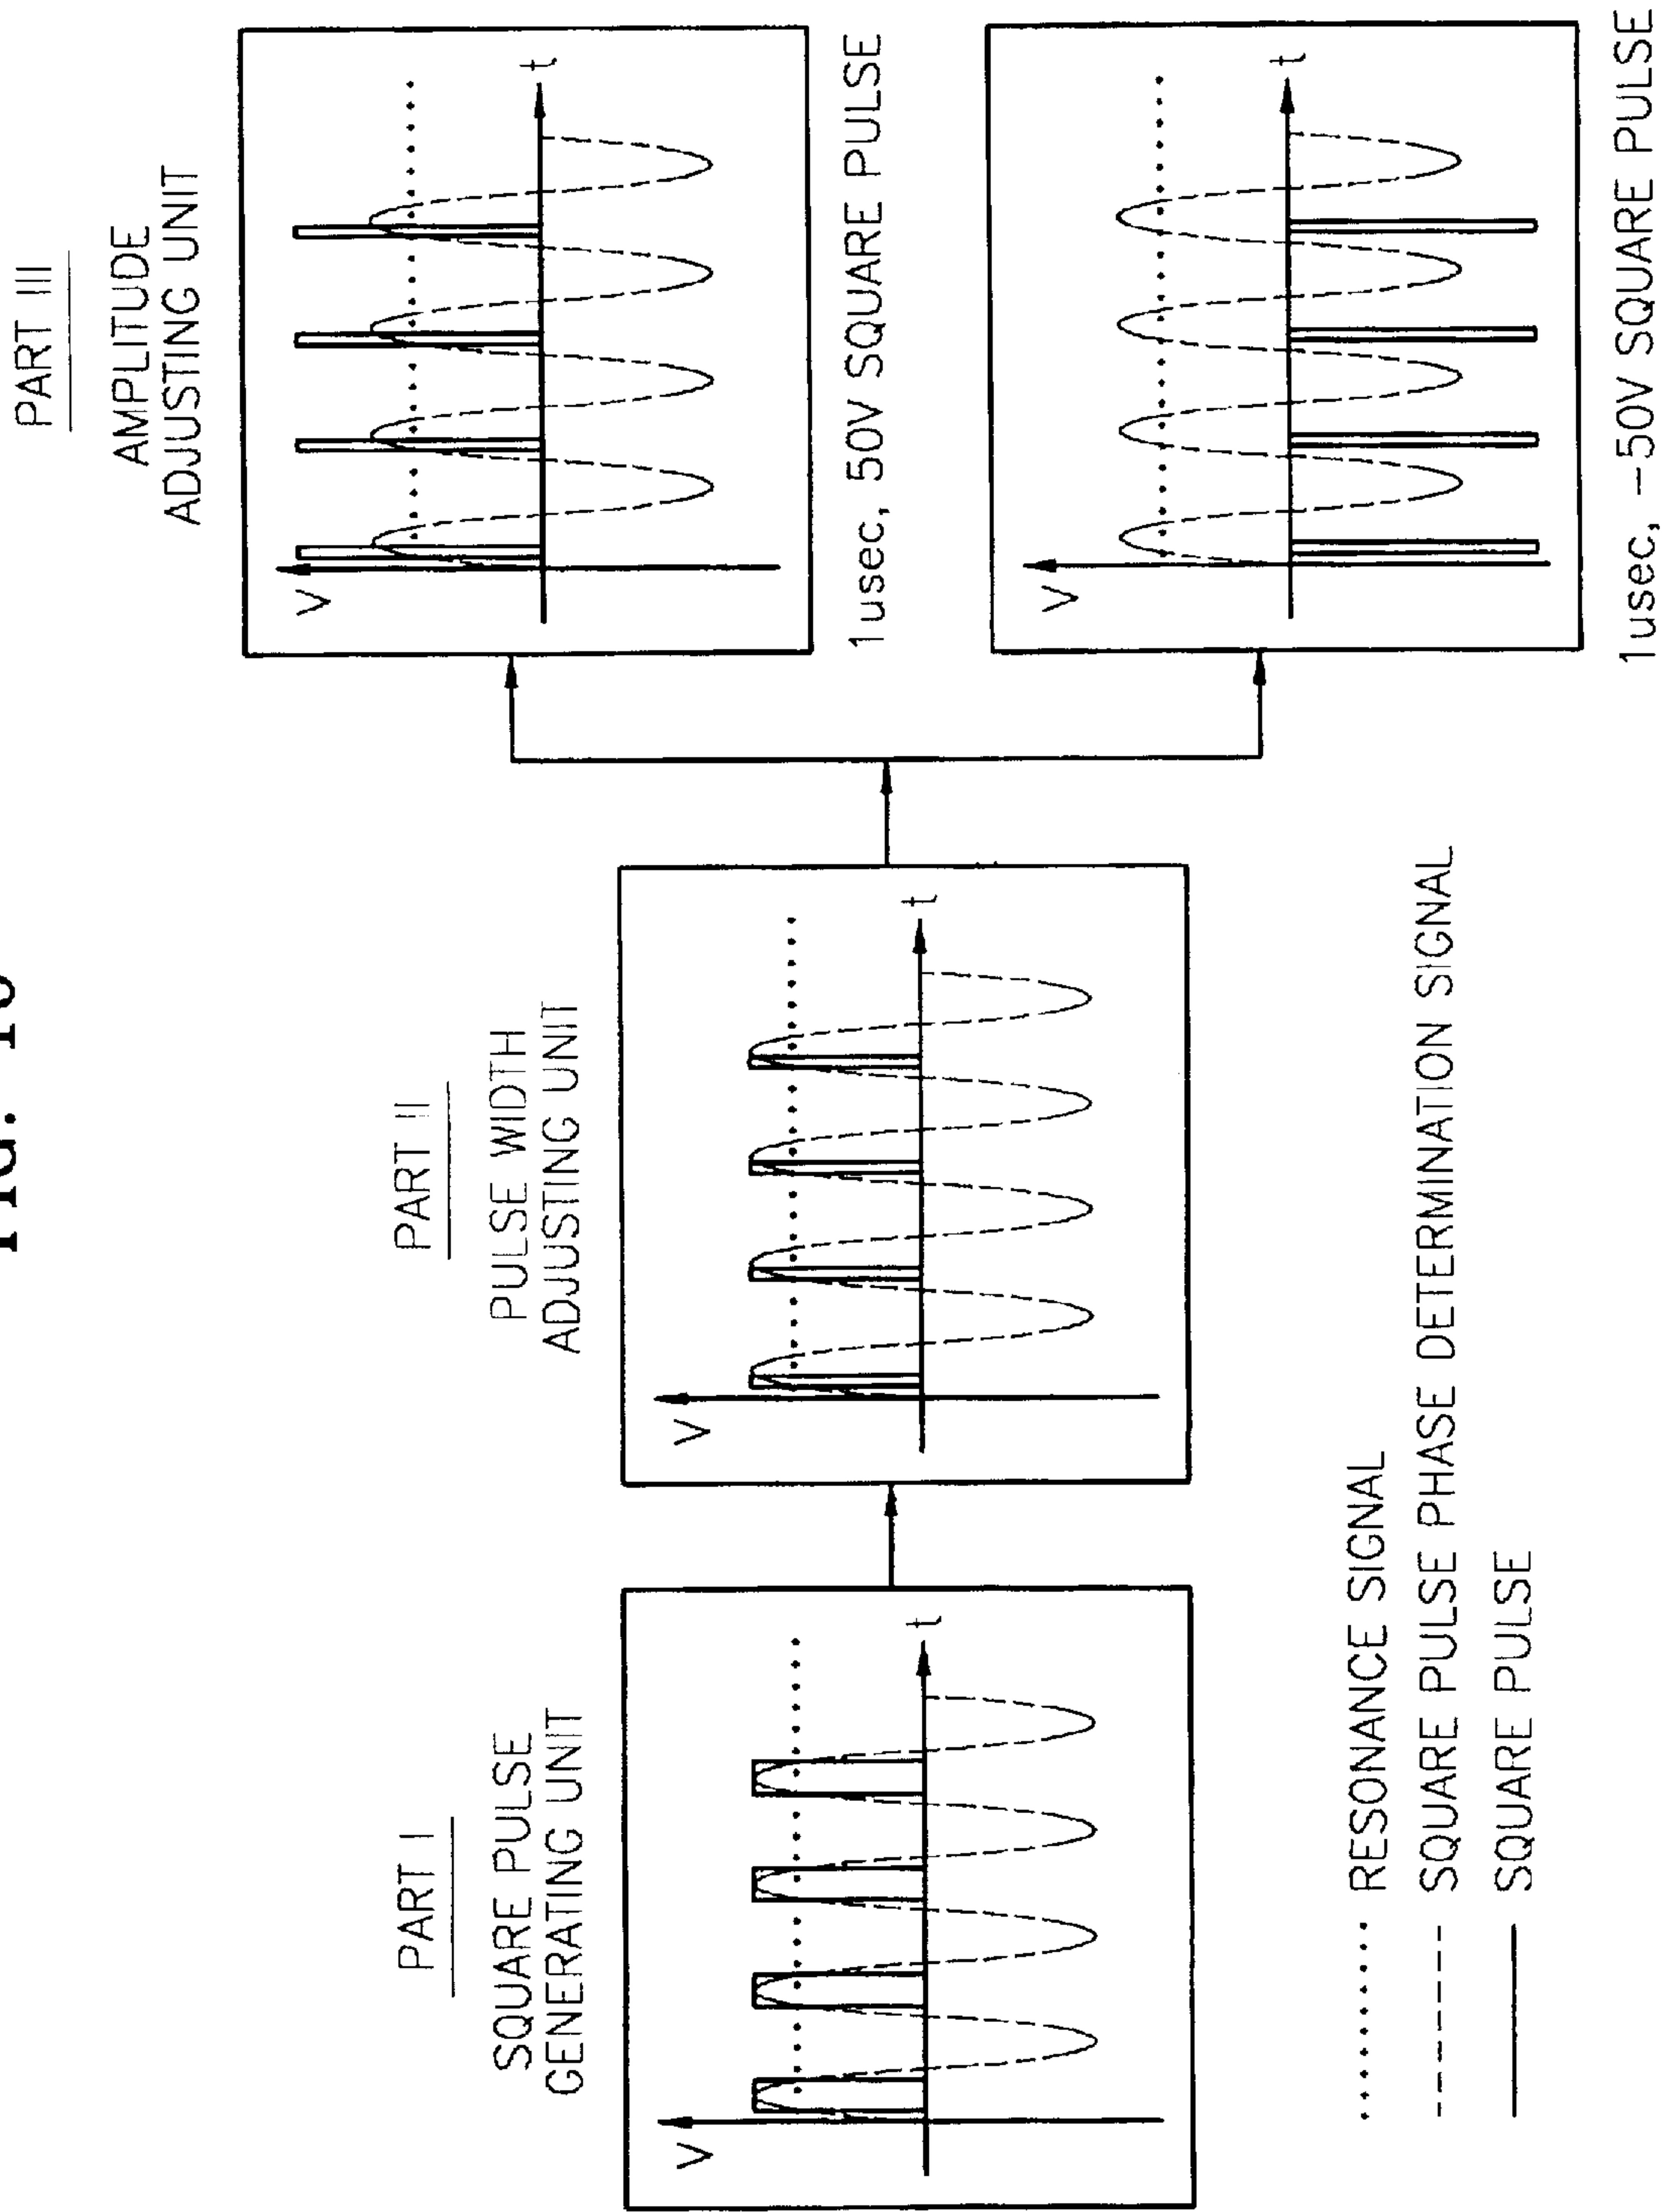 PART I
SQUARE PULSE
GENERATING UNIT
V
t
PART II
PULSE WIDTH
ADJUSTING UNIT
V
t
PART III
AMPLITUDE
ADJUSTING UNIT
V
t
1usec, 50V SQUARE PULSE
V
t
1usec, -50V SQUARE PULSE
RESONANCE SIGNAL
SQUARE PULSE PHASE DETERMINATION SIGNAL
SQUARE PULSE